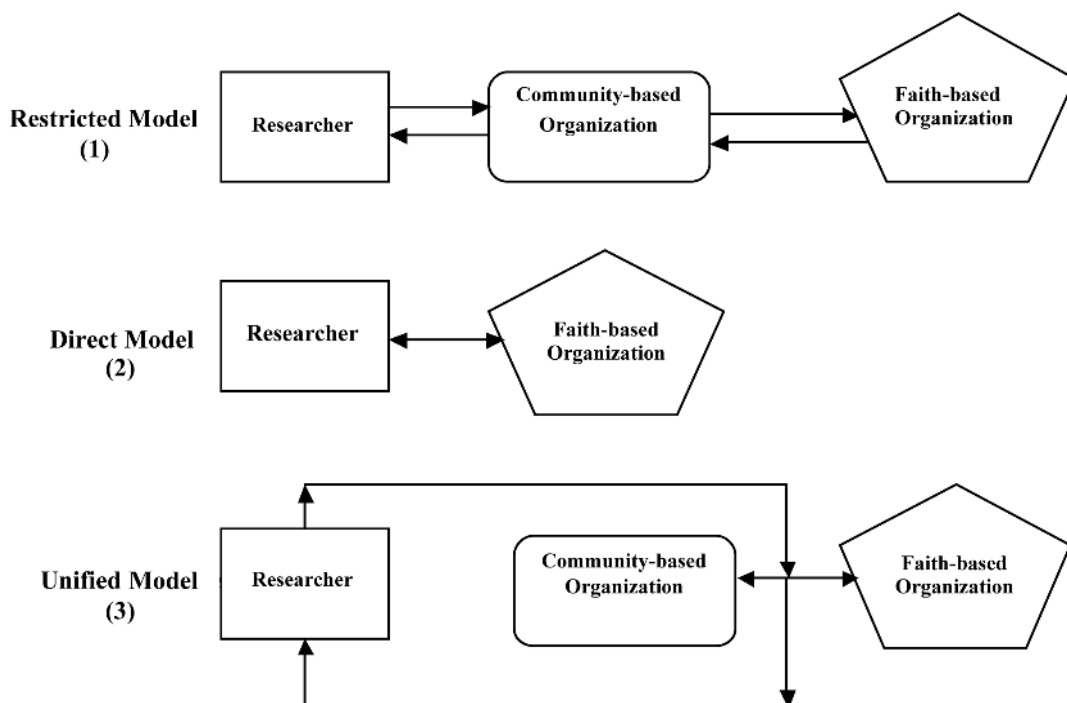 Restricted Model
(1)
Researcher
Community-based
Organization
Faith-based
Organization
Direct Model
(2)
Researcher
Faith-based
Organization
Unified Model
(3)
Researcher
Community-based
Organization
Faith-based
Organization